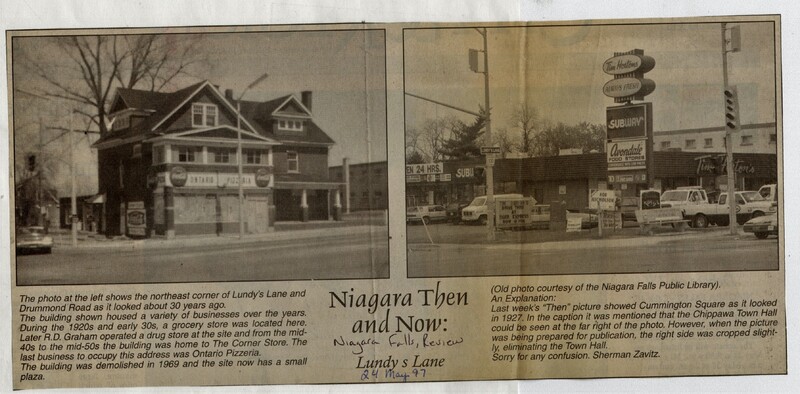 ONTARIO PIZZERIA
Tim Hortons
ALWAYS FRESH
SUBWAY
Avondale
FOOD STORES
EN 24 HRS.
SUBW
Tim Hortons
The photo at the left shows the northeast corner of Lundy's Lane and
Drummond Road as it looked about 30 years ago.
The building shown housed a variety of businesses over the years.
During the 1920s and early 30s, a grocery store was located here.
Later R.D. Graham operated a drug store at the site and from the mid-
40s to the mid-50s the building was home to The Corner Store. The
last business to occupy this address was Ontario Pizzeria.
The building was demolished in 1969 and the site now has a small
plaza.
Niagara Then
and Now:
Niagara Falls, Review
Lundy's Lane
24 May 97
(Old photo courtesy of the Niagara Falls Public Library).
An Explanation:
Last week's "Then" picture showed Cummington Square as it looked
in 1927. In the caption it was mentioned that the Chippawa Town Hall
could be seen at the far right of the photo. However, when the picture
was being prepared for publication, the right side was cropped slight-
ly, eliminating the Town Hall.
Sorry for any confusion. Sherman Zavitz.